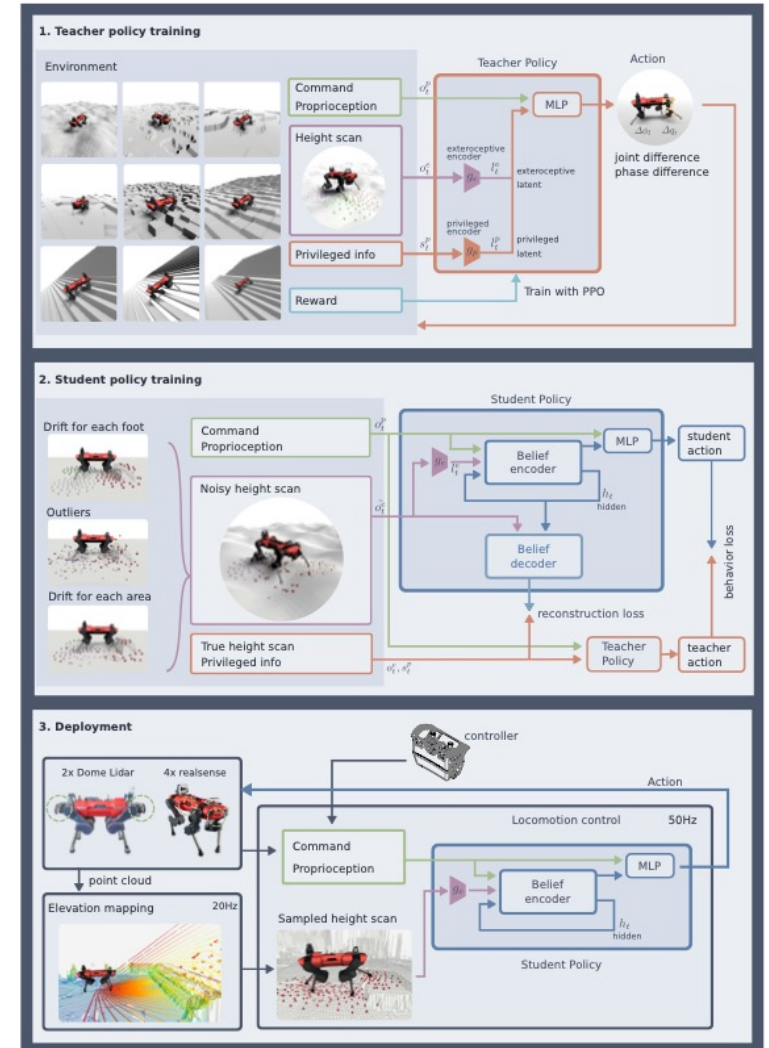 1. Teacher policy training
Environment
Command
Proprioception
Height scan
Privileged info
Reward
Teacher Policy
MLP
exteroceptive
encoder
exteroceptive
latent
privileged
encoder
privileged
latent
Train with PPO
Action
joint difference
phase difference
2. Student policy training
Drift for each foot
Outliers
Drift for each area
Command
Proprioception
Noisy height scan
True height scan
Privileged info
Student Policy
MLP
Belief
encoder
hidden
Belief
decoder
student
action
behavior loss
reconstruction loss
Teacher
Policy
teacher
action
3. Deployment
controller
2x Dome Lidar
4x realsense
Action
point cloud
Elevation mapping
20Hz
Locomotion control
50Hz
Command
Proprioception
Sampled height scan
MLP
Belief
encoder
hidden
Student Policy